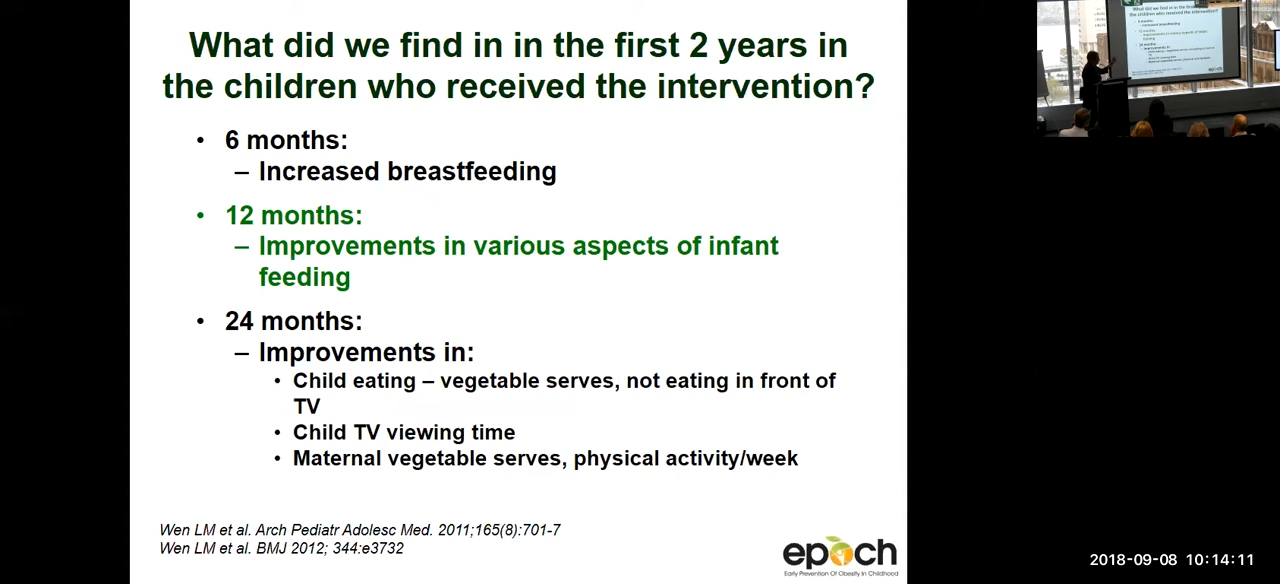 What did we find in in the first 2 years in
the children who received the intervention?
• 6 months:
– Increased breastfeeding
• 12 months:
– Improvements in various aspects of infant
feeding
• 24 months:
– Improvements in:
• Child eating – vegetable serves, not eating in front of
TV
• Child TV viewing time
• Maternal vegetable serves, physical activity/week
Wen LM et al. Arch Pediatr Adolesc Med. 2011;165(8):701-7
Wen LM et al. BMJ 2012; 344:e3732
epoch
Early Prevention Of Obesity In Childhood
2018-09-08 10:14:11